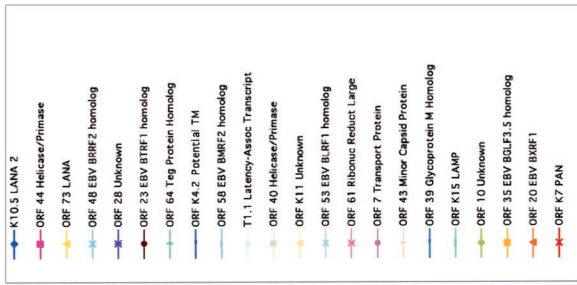 K10.5 LANA 2
ORF 44 Helicase/Primase
ORF 73 LANA
ORF 48 EBV BRRF2 homolog
ORF 28 Unknown
ORF 23 EBV BTRF1 homolog
ORF 64 Teg Protein Homolog
ORF K4.2 Potential TM
ORF 58 EBV BMRF2 homolog
T1.1 Latency-Assoc Transcript
ORF 40 Helicase/Primase
ORF K11 Unknown
ORF 53 EBV BLRF1 homolog
ORF 61 Ribonuc Reduct Large
ORF 7 Transport Protein
ORF 43 Minor Capsid Protein
ORF 39 Glycoprotein M Homolog
ORF K15 LAMP
ORF 10 Unknown
ORF 35 EBV BGLF3.5 homolog
ORF 20 EBV BXRF1
ORF K7 PAN